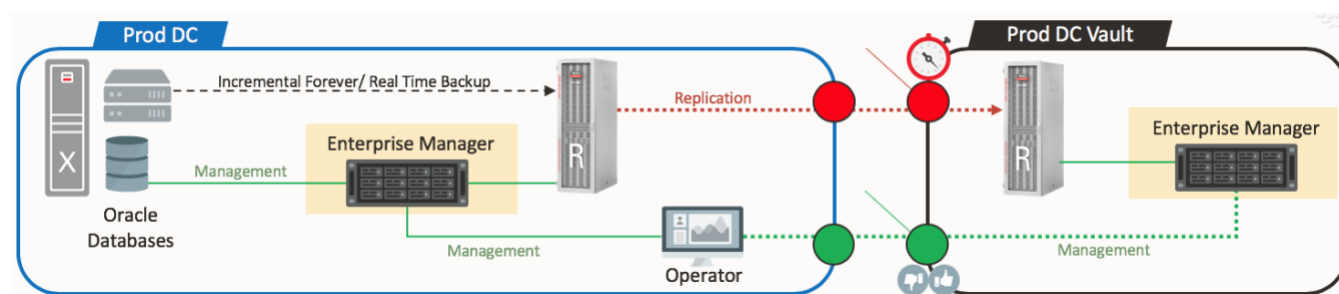 Prod DC
Prod DC Vault
Incremental Forever/ Real Time Backup
Replication
X
R
R
Enterprise Manager
Enterprise Manager
Management
Oracle
Databases
Management
Operator
Management